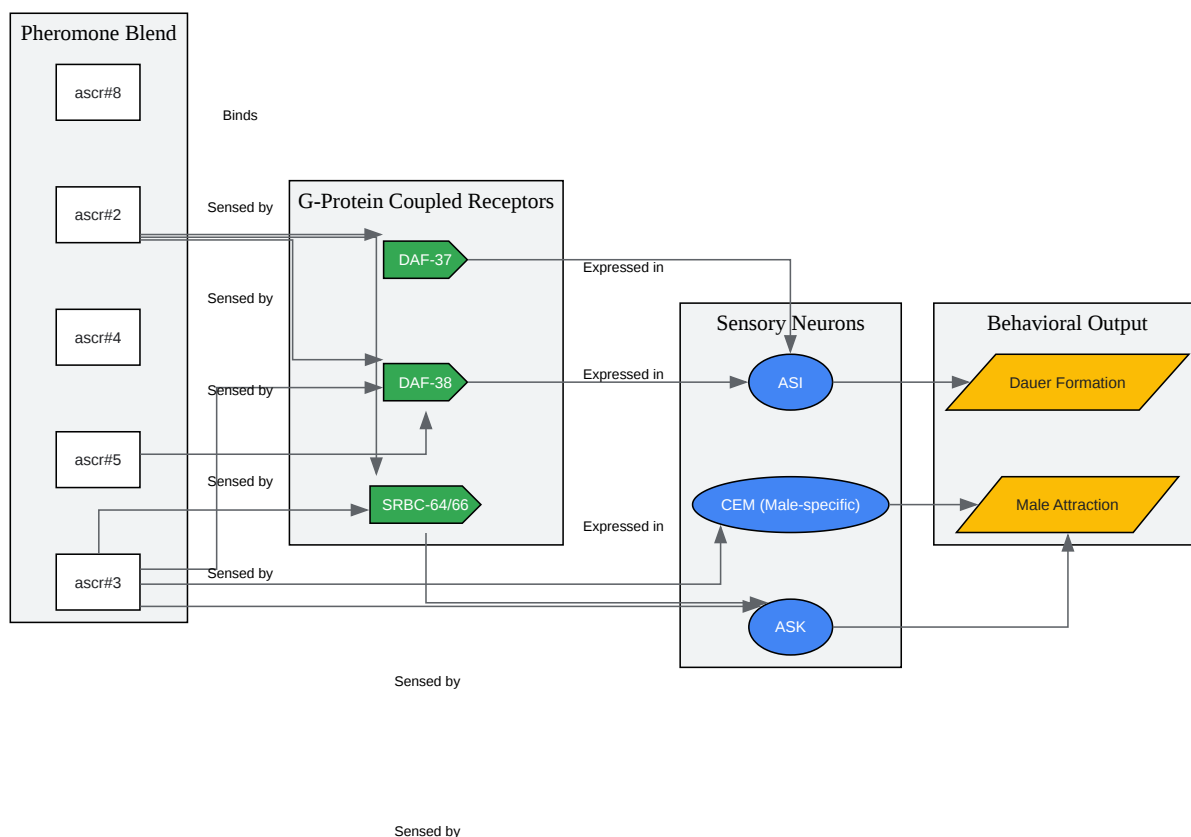 Pheromone Blend
ascr#8
Binds
G-Protein Coupled Receptors
ascr#2
Sensed by
DAF-37
Expressed in
Sensed by
Sensory Neurons
Behavioral Output
ascr#4
DAF-38
Expressed in
ASI
Dauer Formation
Sensed by
ascr#5
Sensed by
SRBC-64/66
CEM (Male-specific)
Male Attraction
Expressed in
ascr#3
Sensed by
ASK
Sensed by
Sensed by